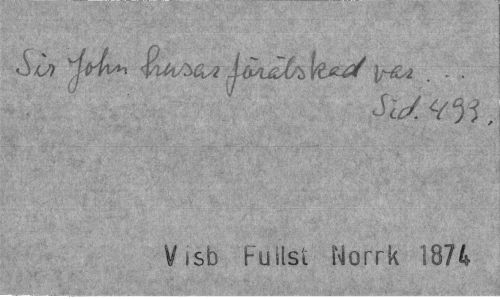 Sir John husar förälskad var...
Sid. 493.
Visb Fullst Norrk 1874